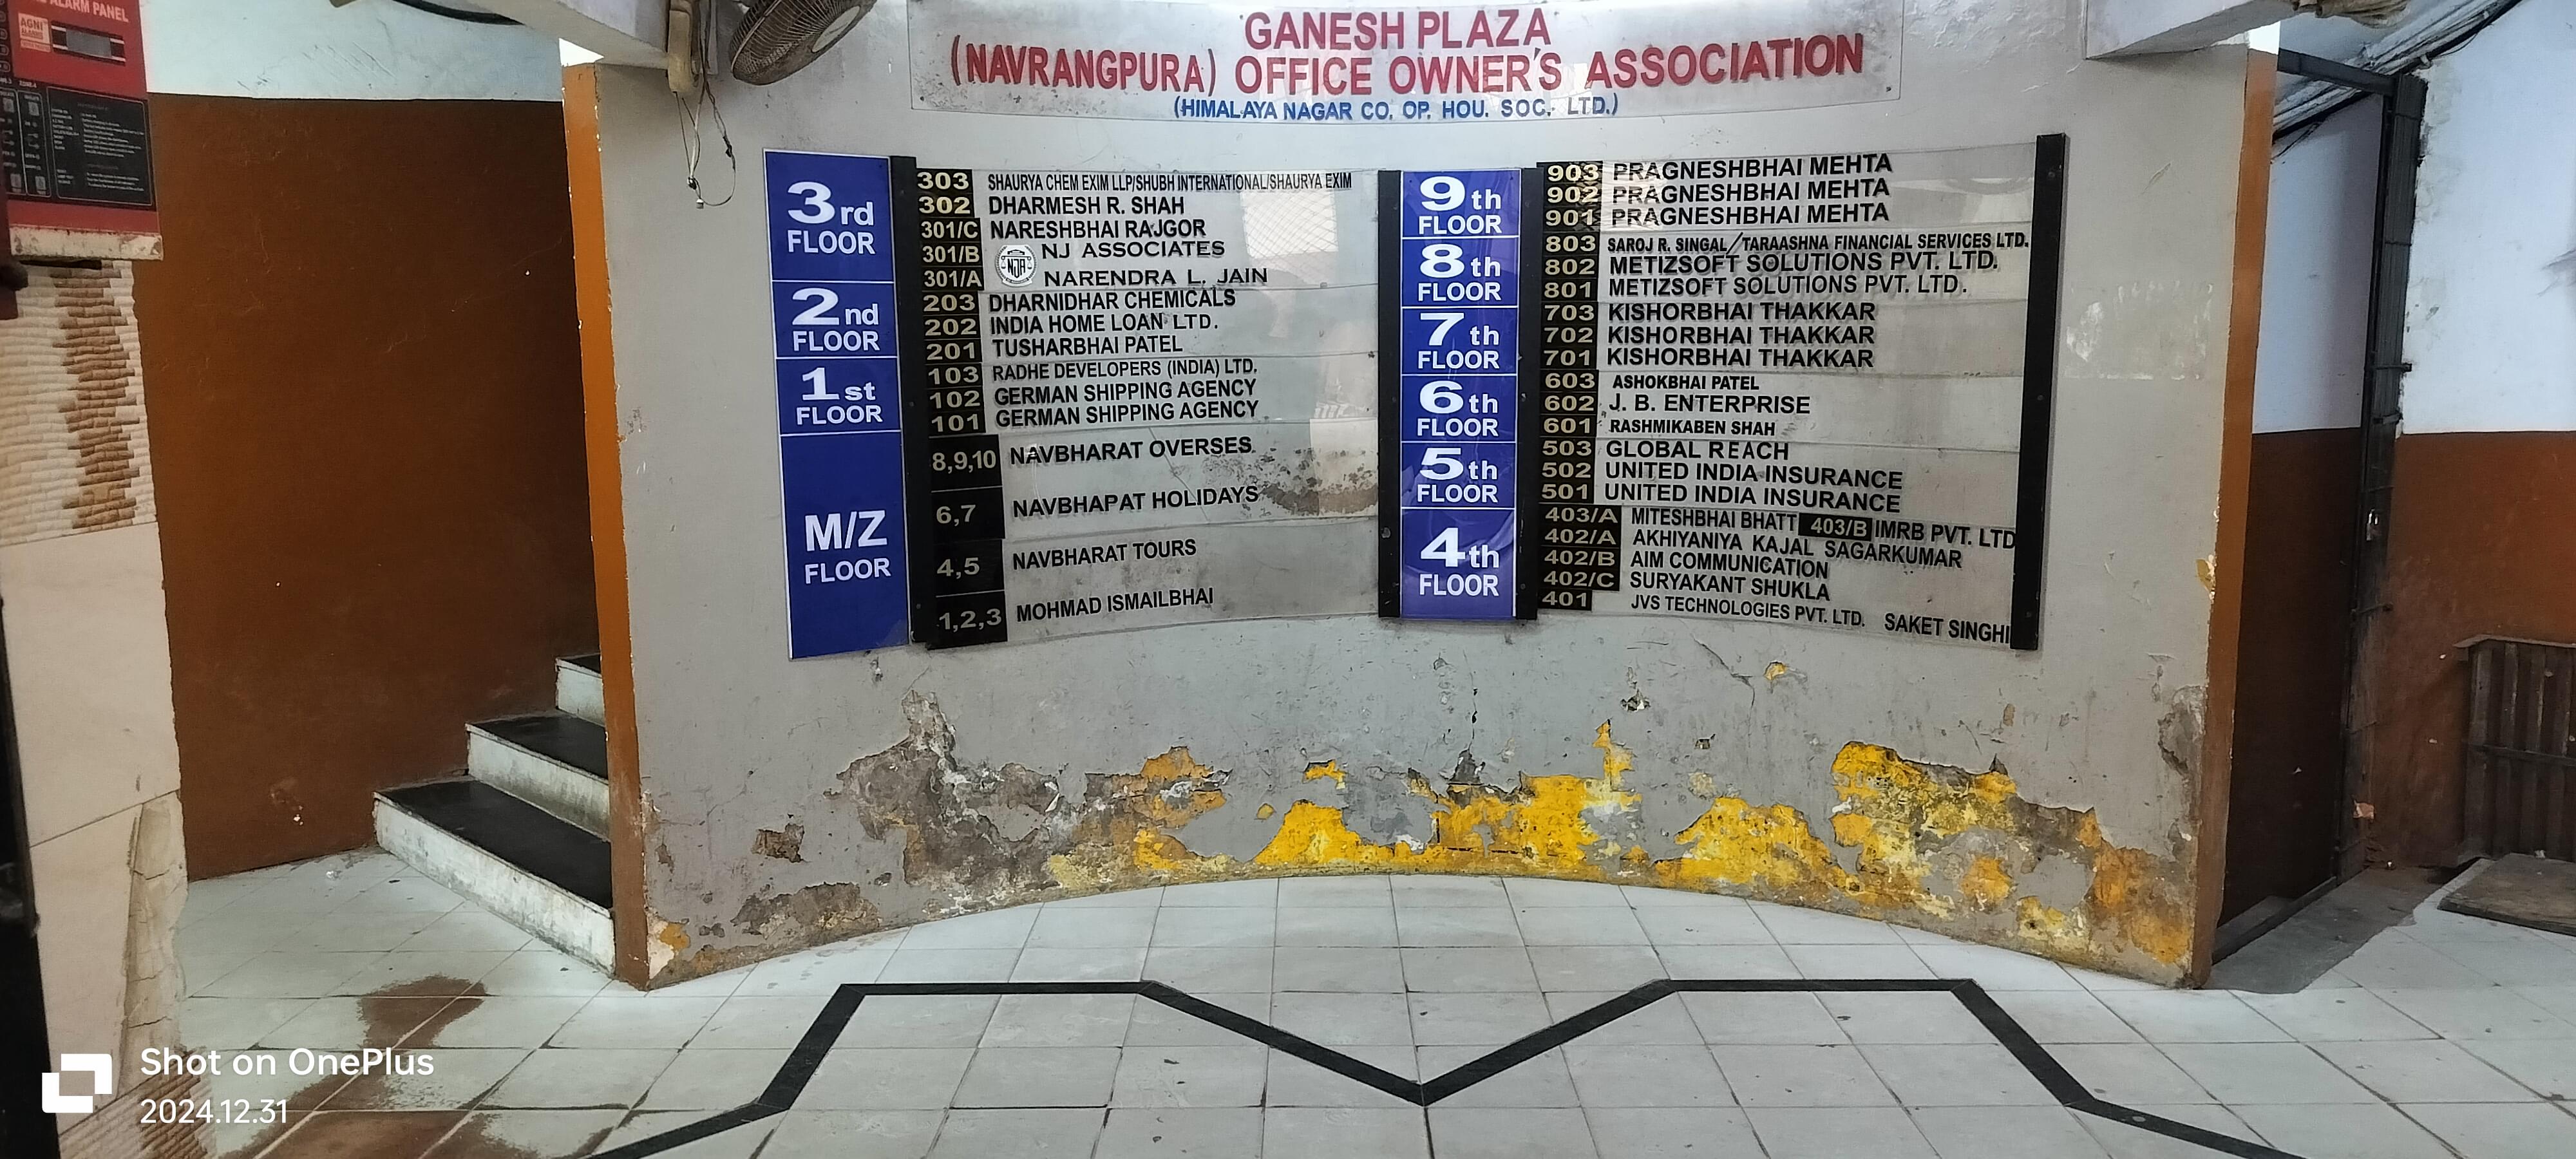 ALARM PANEL
AGNI
GANESH PLAZA
(NAVRANGPURA) OFFICE OWNER'S ASSOCIATION
(HIMALAYA NAGAR CO. OP. HOU. SOC. LTD.)
3rd FLOOR
303 SHAURYA CHEM EXIM LLP/SHUBH INTERNATIONAL/SHAURYA EXIM
302 DHARMESH R. SHAH
301/C NARESHBHAI RAJGOR
301/B NJA NJ ASSOCIATES
301/A NARENDRA L. JAIN
2nd FLOOR
203 DHARNIDHAR CHEMICALS
202 INDIA HOME LOAN LTD.
201 TUSHARBHAI PATEL
1st FLOOR
103 RADHE DEVELOPERS (INDIA) LTD.
102 GERMAN SHIPPING AGENCY
101 GERMAN SHIPPING AGENCY
M/Z FLOOR
8,9,10 NAVBHARAT OVERSES
6,7 NAVBHAPAT HOLIDAYS
4,5 NAVBHARAT TOURS
1,2,3 MOHMAD ISMAILBHAI
9th FLOOR
903 PRAGNESHBHAI MEHTA
902 PRAGNESHBHAI MEHTA
901 PRAGNESHBHAI MEHTA
8th FLOOR
803 SAROJ R. SINGAL/TARAASHNA FINANCIAL SERVICES LTD.
802 METIZSOFT SOLUTIONS PVT. LTD.
801 METIZSOFT SOLUTIONS PVT. LTD.
7th FLOOR
703 KISHORBHAI THAKKAR
702 KISHORBHAI THAKKAR
701 KISHORBHAI THAKKAR
6th FLOOR
603 ASHOKBHAI PATEL
602 J. B. ENTERPRISE
601 RASHMIKABEN SHAH
5th FLOOR
503 GLOBAL REACH
502 UNITED INDIA INSURANCE
501 UNITED INDIA INSURANCE
4th FLOOR
403/A MITESHBHAI BHATT 403/B IMRB PVT. LTD
402/A AKHIYANIYA KAJAL SAGARKUMAR
402/B AIM COMMUNICATION
402/C SURYAKANT SHUKLA
401 JVS TECHNOLOGIES PVT. LTD. SAKET SINGHI
Shot on OnePlus
2024.12.31